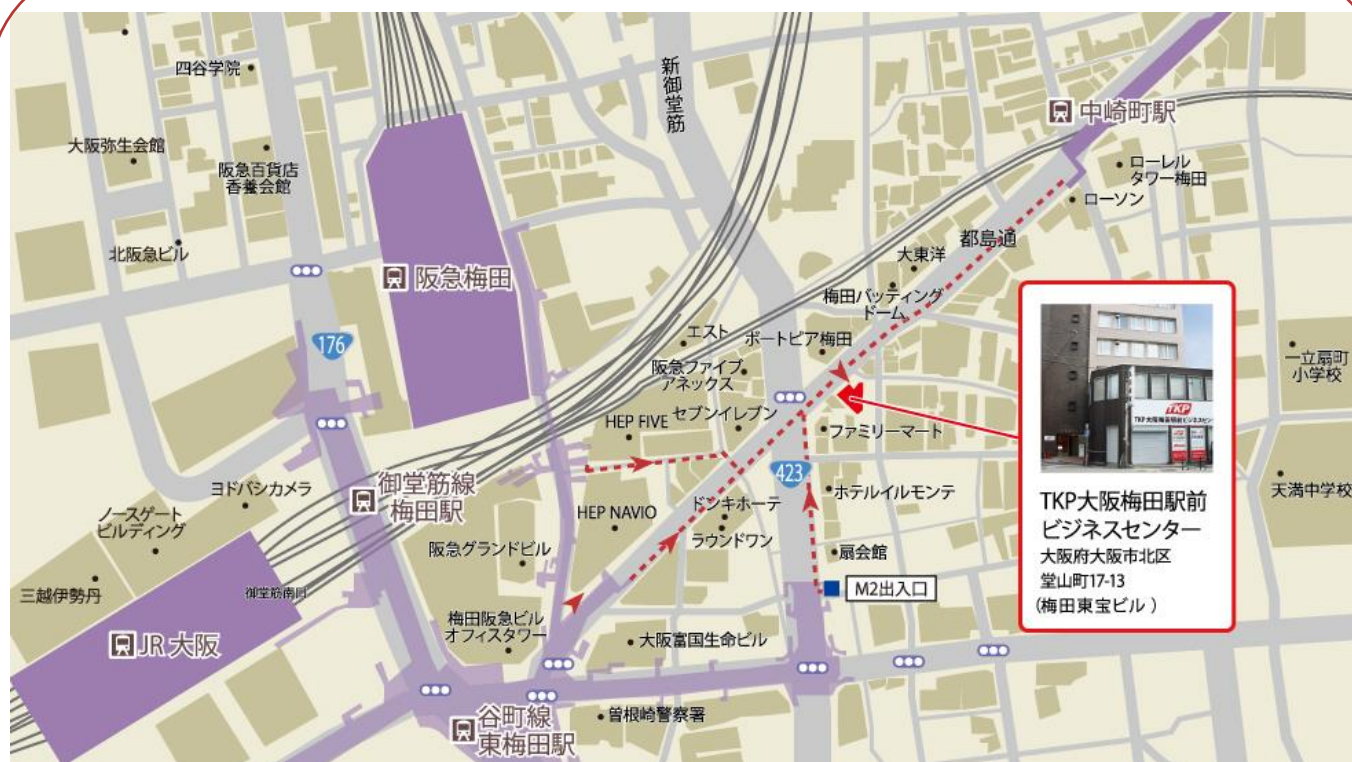 四谷学院
新御堂筋
中崎町駅
大阪弥生会館
阪急百貨店
香養会館
ローレル
タワー梅田
ローソン
北阪急ビル
阪急梅田
都島通
大東洋
梅田バッティング
ドーム
176
エスト
ボートピア梅田
阪急ファイブ
アネックス
一立扇町
小学校
TKP
HEP FIVE
セブンイレブン
ファミリーマート
423
御堂筋線
梅田駅
ヨドバシカメラ
ノースゲート
ビルディング
HEP NAVIO
ドンキホーテ
ラウンドワン
ホテルイルモンテ
天満中学校
TKP大阪梅田駅前
ビジネスセンター
大阪府大阪市北区
堂山町17-13
(梅田東宝ビル )
阪急グランドビル
扇会館
M2出入口
三越伊勢丹
JR 大阪
梅田阪急ビル
オフィスタワー
大阪富国生命ビル
谷町線
東梅田駅
曽根崎警察署